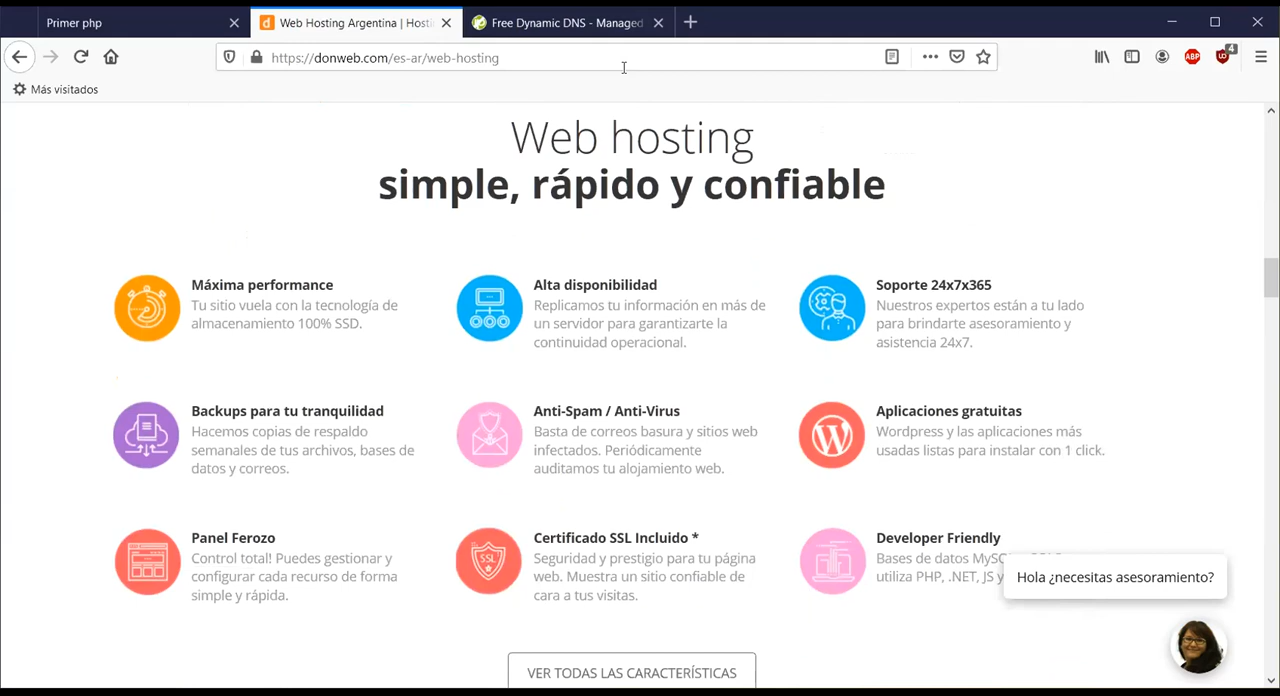 Primer php
Web Hosting Argentina | Hosti
Free Dynamic DNS - Managed
https://donweb.com/es-ar/web-hosting
ABP
4
Más visitados
Web hosting
simple, rápido y confiable
Máxima performance
Tu sitio vuela con la tecnología de
almacenamiento 100% SSD.
Alta disponibilidad
Replicamos tu información en más de
un servidor para garantizarte la
continuidad operacional.
Soporte 24x7x365
Nuestros expertos están a tu lado
para brindarte asesoramiento y
asistencia 24x7.
Backups para tu tranquilidad
Hacemos copias de respaldo
semanales de tus archivos, bases de
datos y correos.
Anti-Spam / Anti-Virus
Basta de correos basura y sitios web
infectados. Periódicamente
auditamos tu alojamiento web.
Aplicaciones gratuitas
Wordpress y las aplicaciones más
usadas listas para instalar con 1 click.
Panel Ferozo
Control total! Puedes gestionar y
configurar cada recurso de forma
simple y rápida.
SSL
Certificado SSL Incluido *
Seguridad y prestigio para tu página
web. Muestra un sitio confiable de
cara a tus visitas.
Developer Friendly
Bases de datos
utiliza PHP, .NET, JS y
Hola ¿necesitas asesoramiento?
VER TODAS LAS CARACTERÍSTICAS